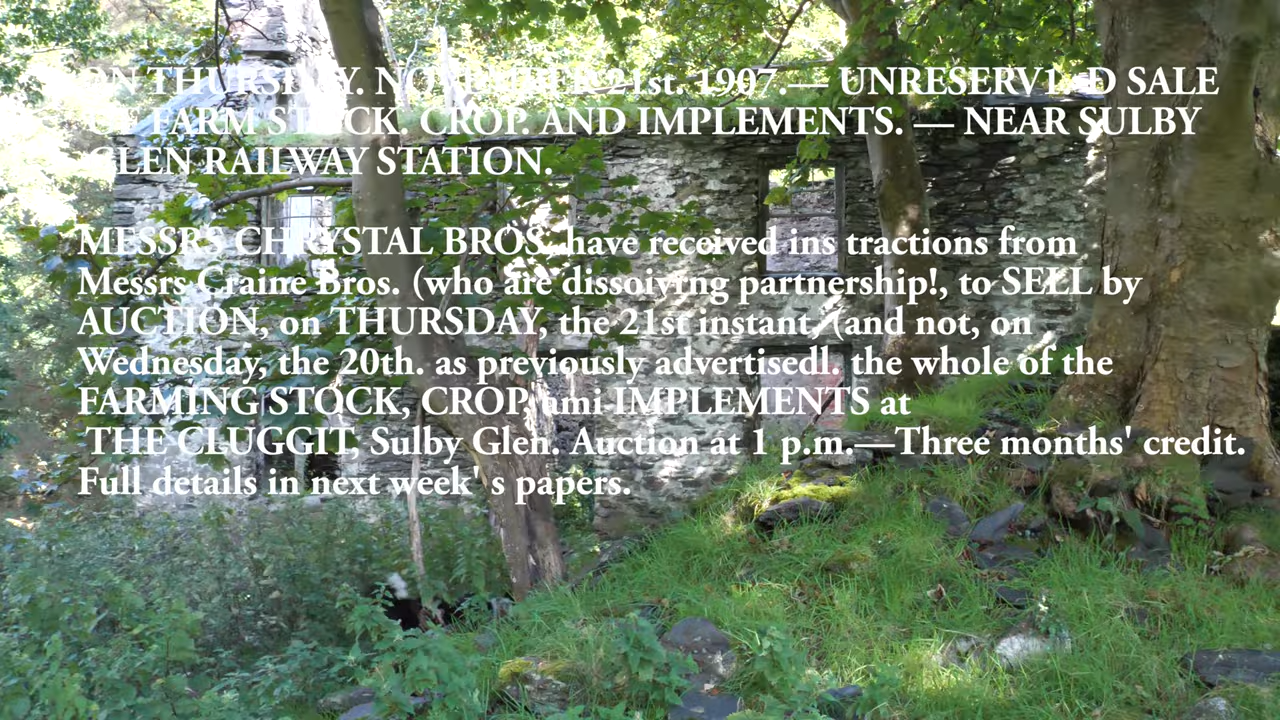 ON THURSDAY. NOVEMBER 21st. 1907.— UNRESERV1.-D SALE
OF FARM STOCK. CROP. AND IMPLEMENTS. — NEAR SULBY
GLEN RAILWAY STATION.
MESSRS CHRYSTAL BROS, have received ins tractions from
Messrs Craine Bros. (who are dissoiyrng partnership!, to SELL by
AUCTION, on THURSDAY, the 21st instant, (and not, on
Wednesday, the 20th. as previously advertisedl. the whole of the
FARMING STOCK, CROP, ami IMPLEMENTS at
THE CLUGGIT, Sulby Glen. Auction at 1 p.m.—Three months' credit.
Full details in next week' s papers.